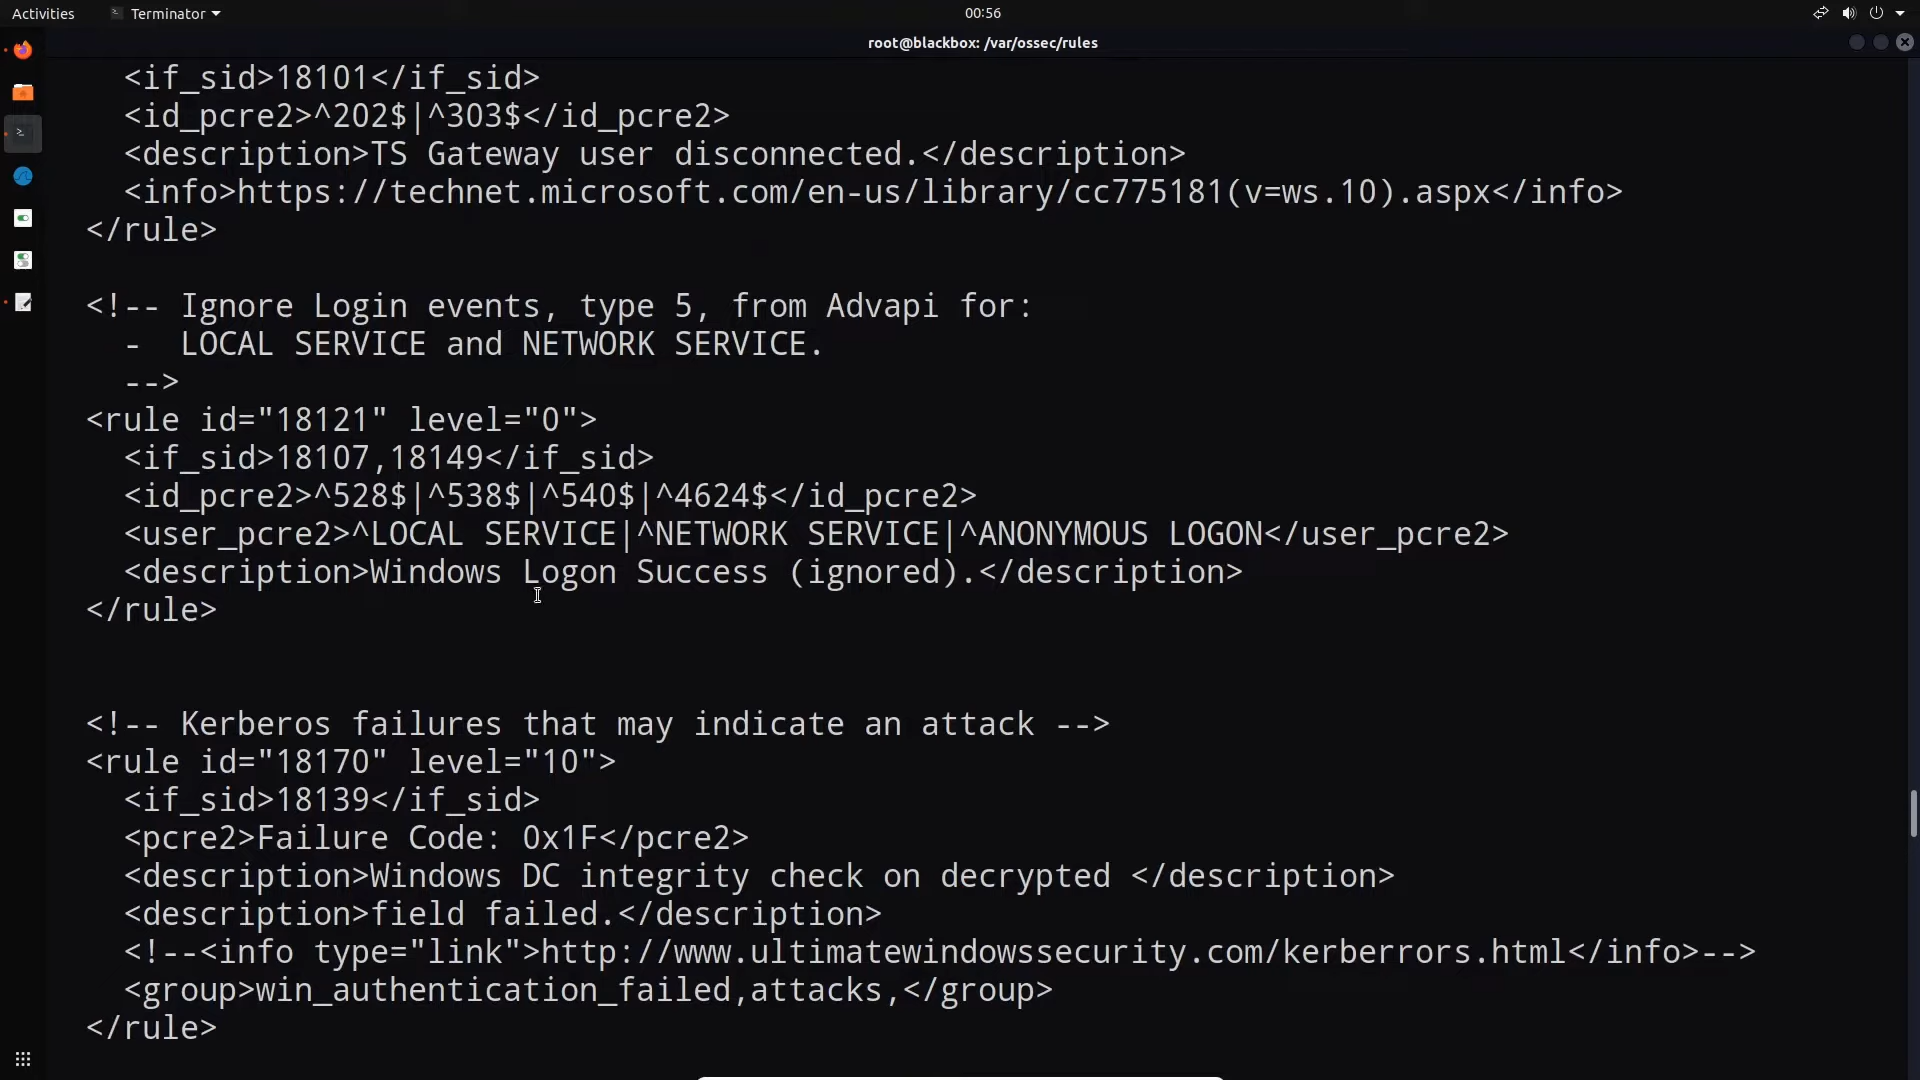 Activities
Terminator
00:56
root@blackbox: /var/ossec/rules
<if_sid>18101</if_sid>
<id_pcre2>^202$|^303$</id_pcre2>
<description>TS Gateway user disconnected.</description>
<info>https://technet.microsoft.com/en-us/library/cc775181(v=ws.10).aspx</info>
</rule>
<!-- Ignore Login events, type 5, from Advapi for:
-  LOCAL SERVICE and NETWORK SERVICE.
-->
<rule id="18121" level="0">
<if_sid>18107,18149</if_sid>
<id_pcre2>^528$|^538$|^540$|^4624$</id_pcre2>
<user_pcre2>^LOCAL SERVICE|^NETWORK SERVICE|^ANONYMOUS LOGON</user_pcre2>
<description>Windows Logon Success (ignored).</description>
</rule>
<!-- Kerberos failures that may indicate an attack -->
<rule id="18170" level="10">
<if_sid>18139</if_sid>
<pcre2>Failure Code: 0x1F</pcre2>
<description>Windows DC integrity check on decrypted </description>
<description>field failed.</description>
<!--<info type="link">http://www.ultimatewindowssecurity.com/kerberrors.html</info>-->
<group>win_authentication_failed,attacks,</group>
</rule>